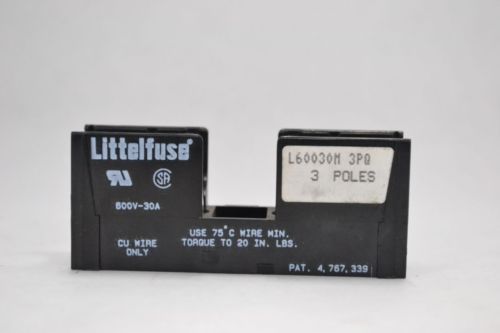 Littelfuse®
L60030M 3PQ
3 POLES
600V-30A
USE 75°C WIRE MIN.
TORQUE TO 20 IN. LBS.
CU WIRE
ONLY
PAT. 4,767,339